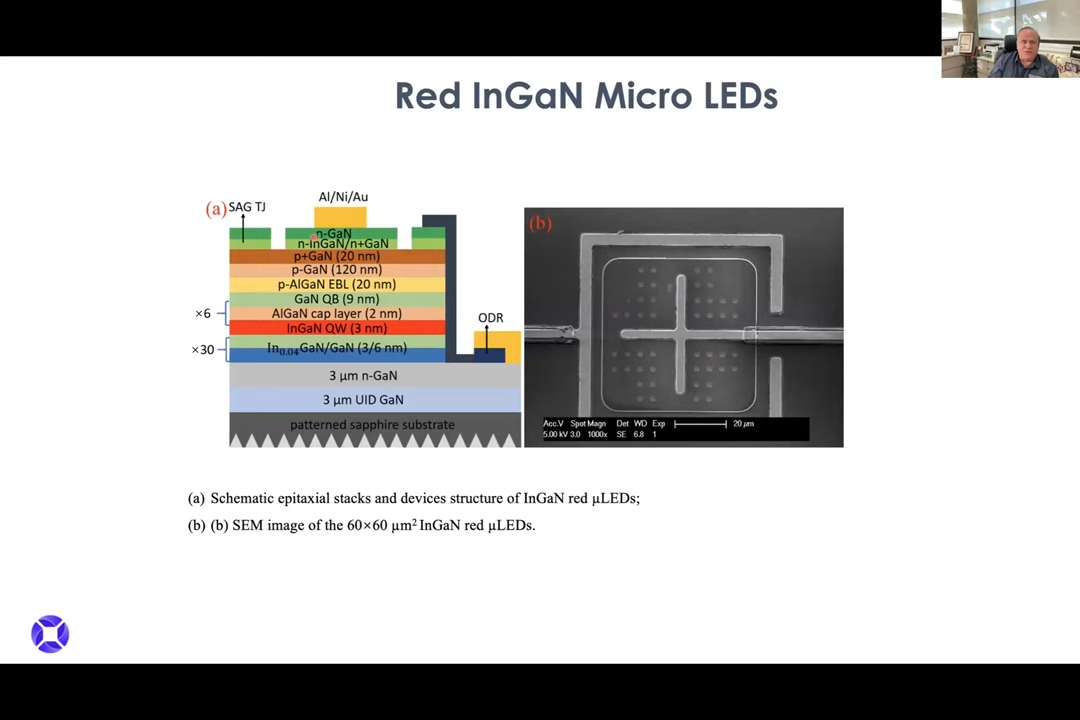 Red InGaN Micro LEDs
(a)
SAG TJ
Al/Ni/Au
n-GaN
n-InGaN/n+GaN
p+GaN (20 nm)
p-GaN (120 nm)
p-AlGaN EBL (20 nm)
GaN QB (9 nm)
×6
AlGaN cap layer (2 nm)
InGaN QW (3 nm)
×30
In₀.₀₄GaN/GaN (3/6 nm)
ODR
3 µm n-GaN
3 µm UID GaN
patterned sapphire substrate
(b)
Acc.V Spot Magn Det WD Exp 20 µm
5.00 kV 3.0 1000x SE 6.8 1
(a) Schematic epitaxial stacks and devices structure of InGaN red µLEDs;
(b) (b) SEM image of the 60×60 µm² InGaN red µLEDs.